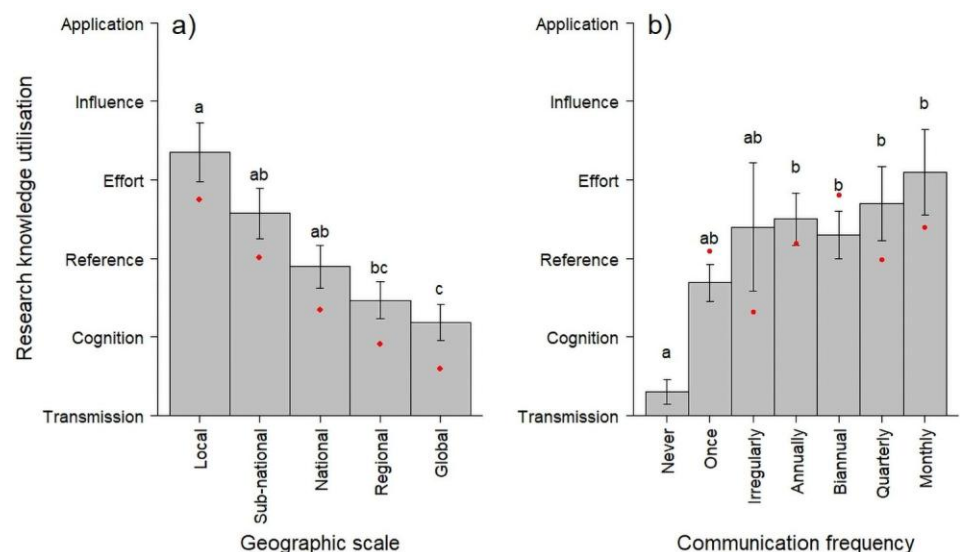 a)
Research knowledge utilisation
Application
Influence
Effort
Reference
Cognition
Transmission
a
ab
ab
bc
c
Local
Sub-national
National
Regional
Global
Geographic scale
b)
Application
Influence
Effort
Reference
Cognition
Transmission
a
ab
ab
b
b
b
b
Never
Once
Irregularly
Annually
Biannual
Quarterly
Monthly
Communication frequency